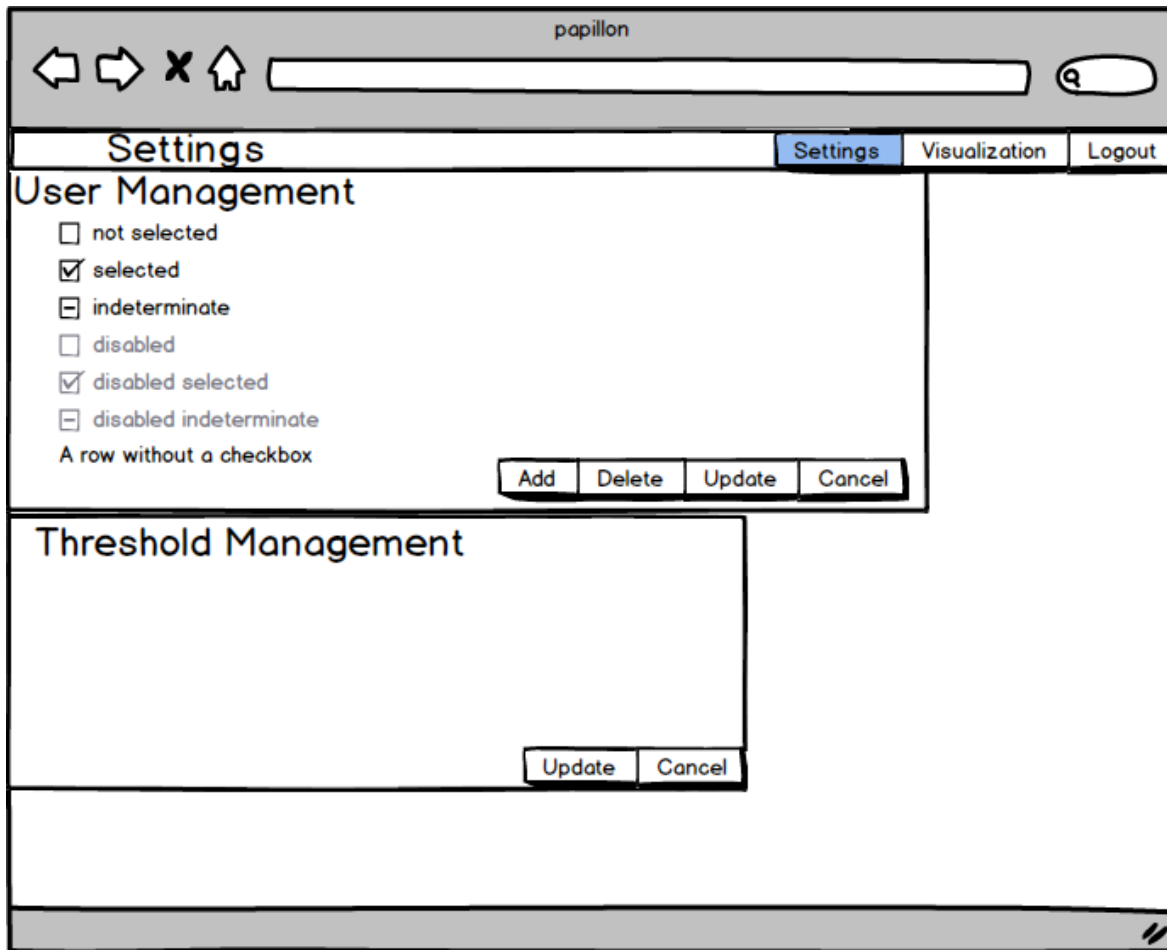 papillon
Settings
Settings Visualization Logout
User Management
not selected
selected
indeterminate
disabled
disabled selected
disabled indeterminate
A row without a checkbox
Add Delete Update Cancel
Threshold Management
Update Cancel